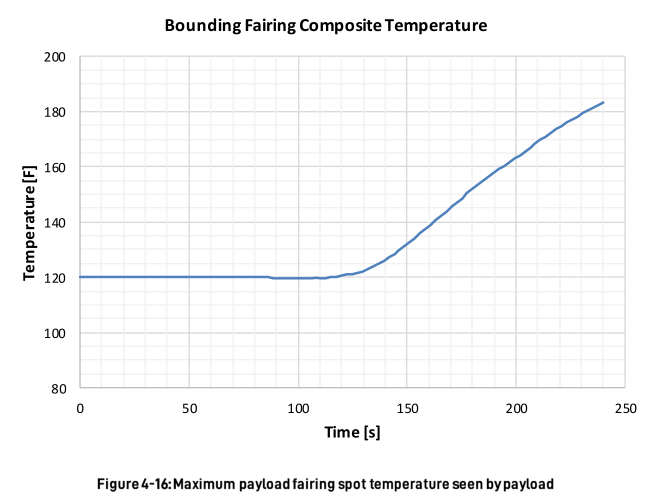 Bounding Fairing Composite Temperature
200
180
160
140
120
100
80
Temperature [F]
0 50 100 150 200 250
Time [s]
Figure 4-16: Maximum payload fairing spot temperature seen by payload